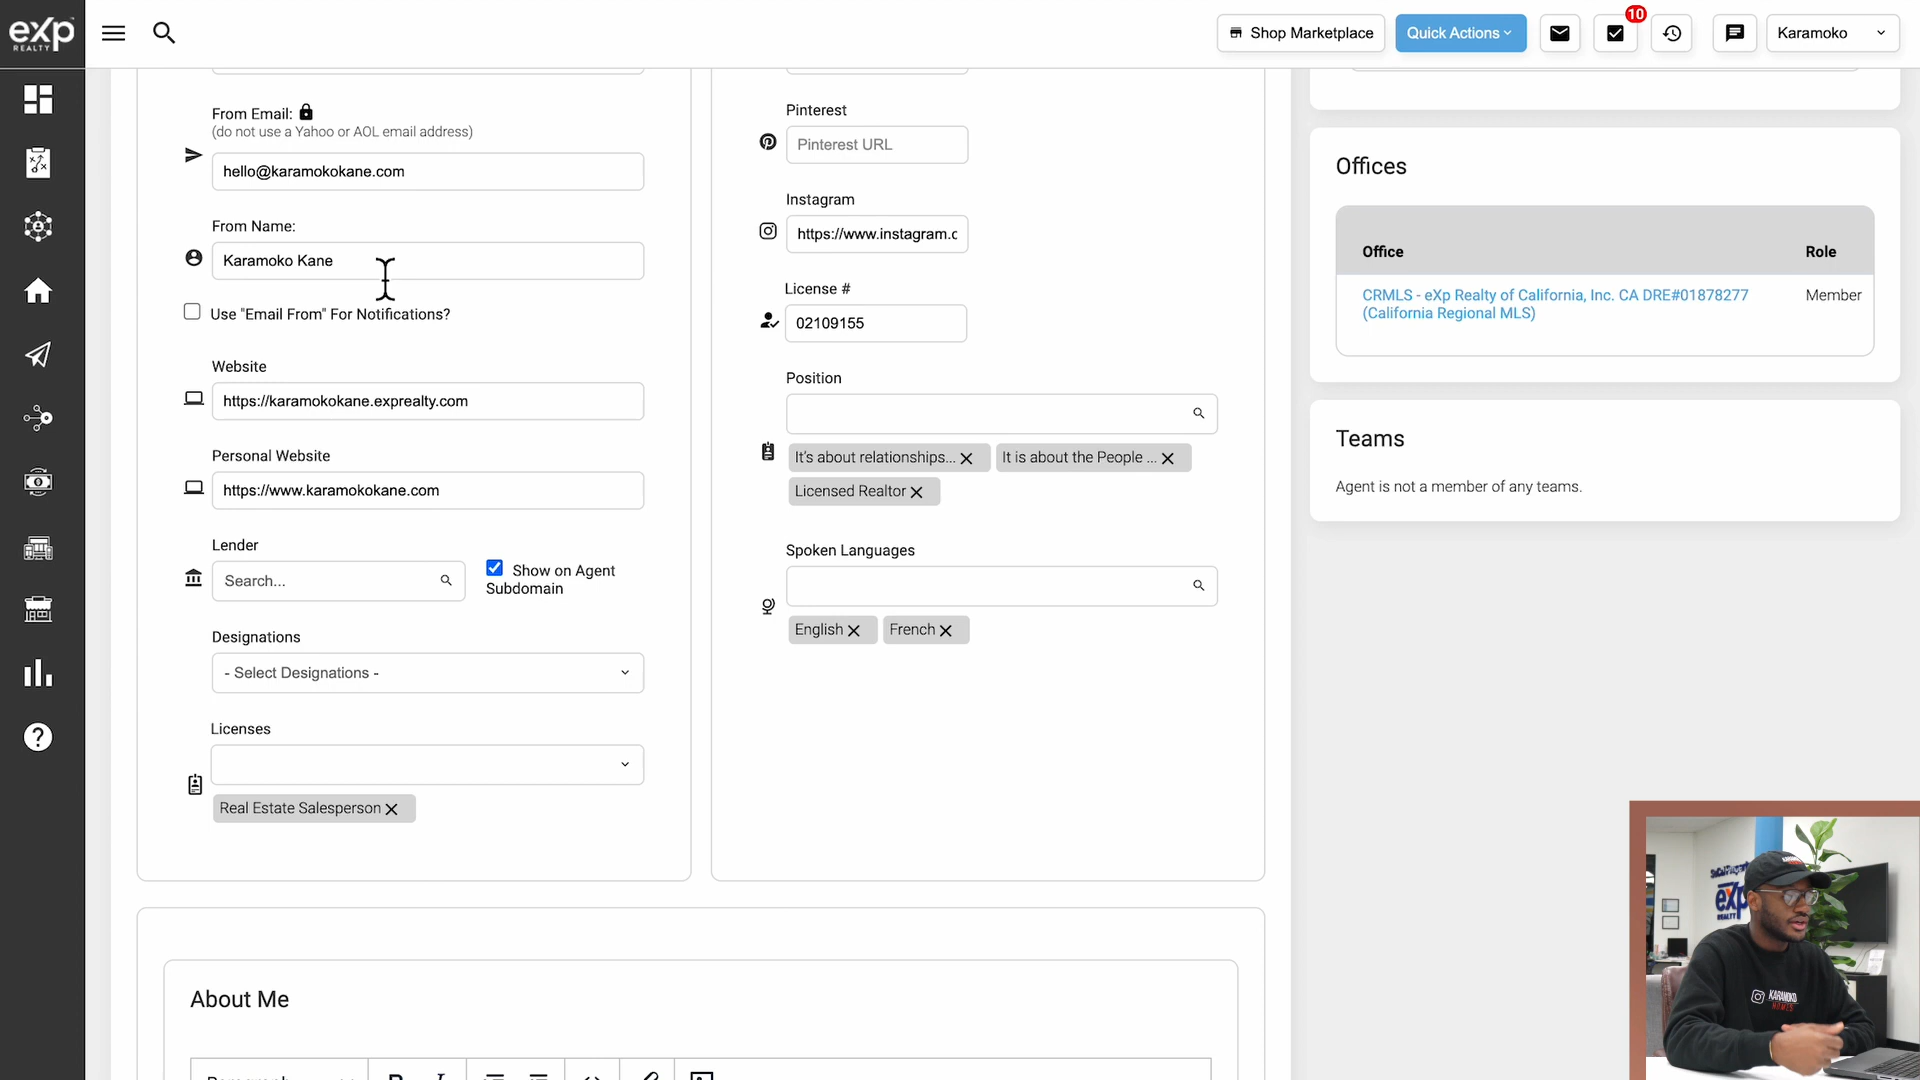 eXp
REALTY
Shop Marketplace
Quick Actions
10
Karamoko
From Email:
(do not use a Yahoo or AOL email address)
hello@karamokokane.com
From Name:
Karamoko Kane
Use "Email From" For Notifications?
Website
https://karamokokane.exprealty.com
Personal Website
https://www.karamokokane.com
Lender
Search...
Show on Agent
Subdomain
Designations
- Select Designations -
Licenses
Real Estate Salesperson
Pinterest
Pinterest URL
Instagram
https://www.instagram.c
License #
02109155
Position
It's about relationships...
It is about the People ...
Licensed Realtor
Spoken Languages
English
French
Offices
Office Role
CRMLS - eXp Realty of California, Inc. CA DRE#01878277 Member
(California Regional MLS)
Teams
Agent is not a member of any teams.
About Me
eXp
REALTY
KARAMOKO
HOMES